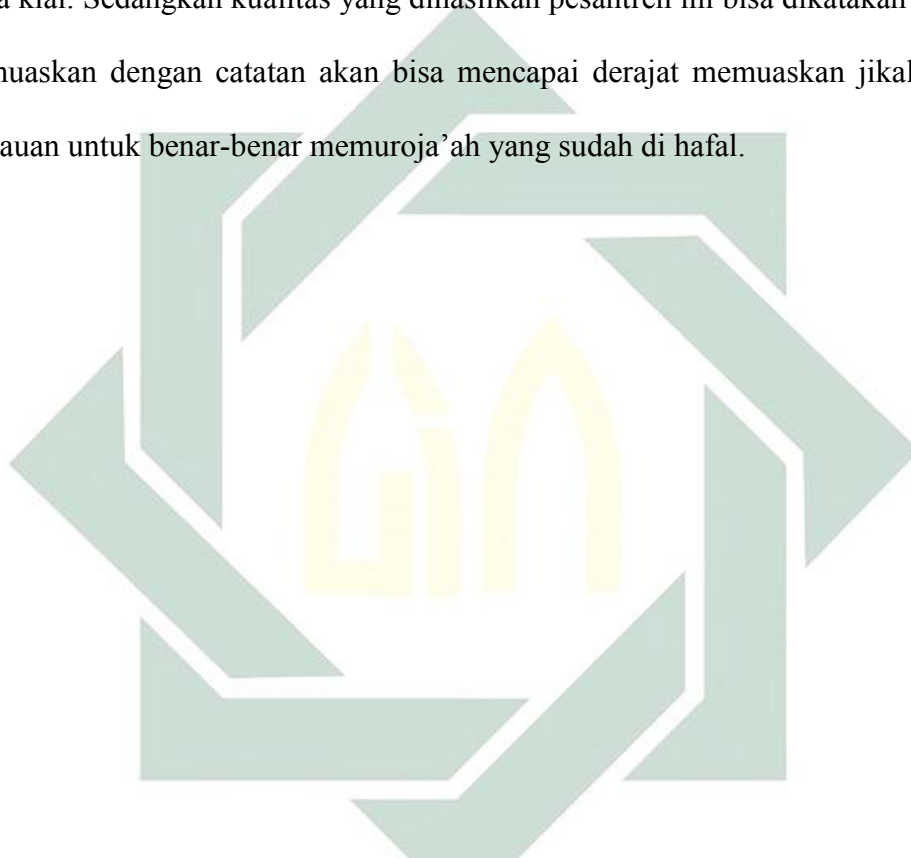 kiai. Sedangkan kualitas yang dihasilkan pesantren ini bisa dikatakan
muaskan dengan catatan akan bisa mencapai derajat memuaskan jikal
auan untuk benar-benar memuroja’ah yang sudah di hafal.